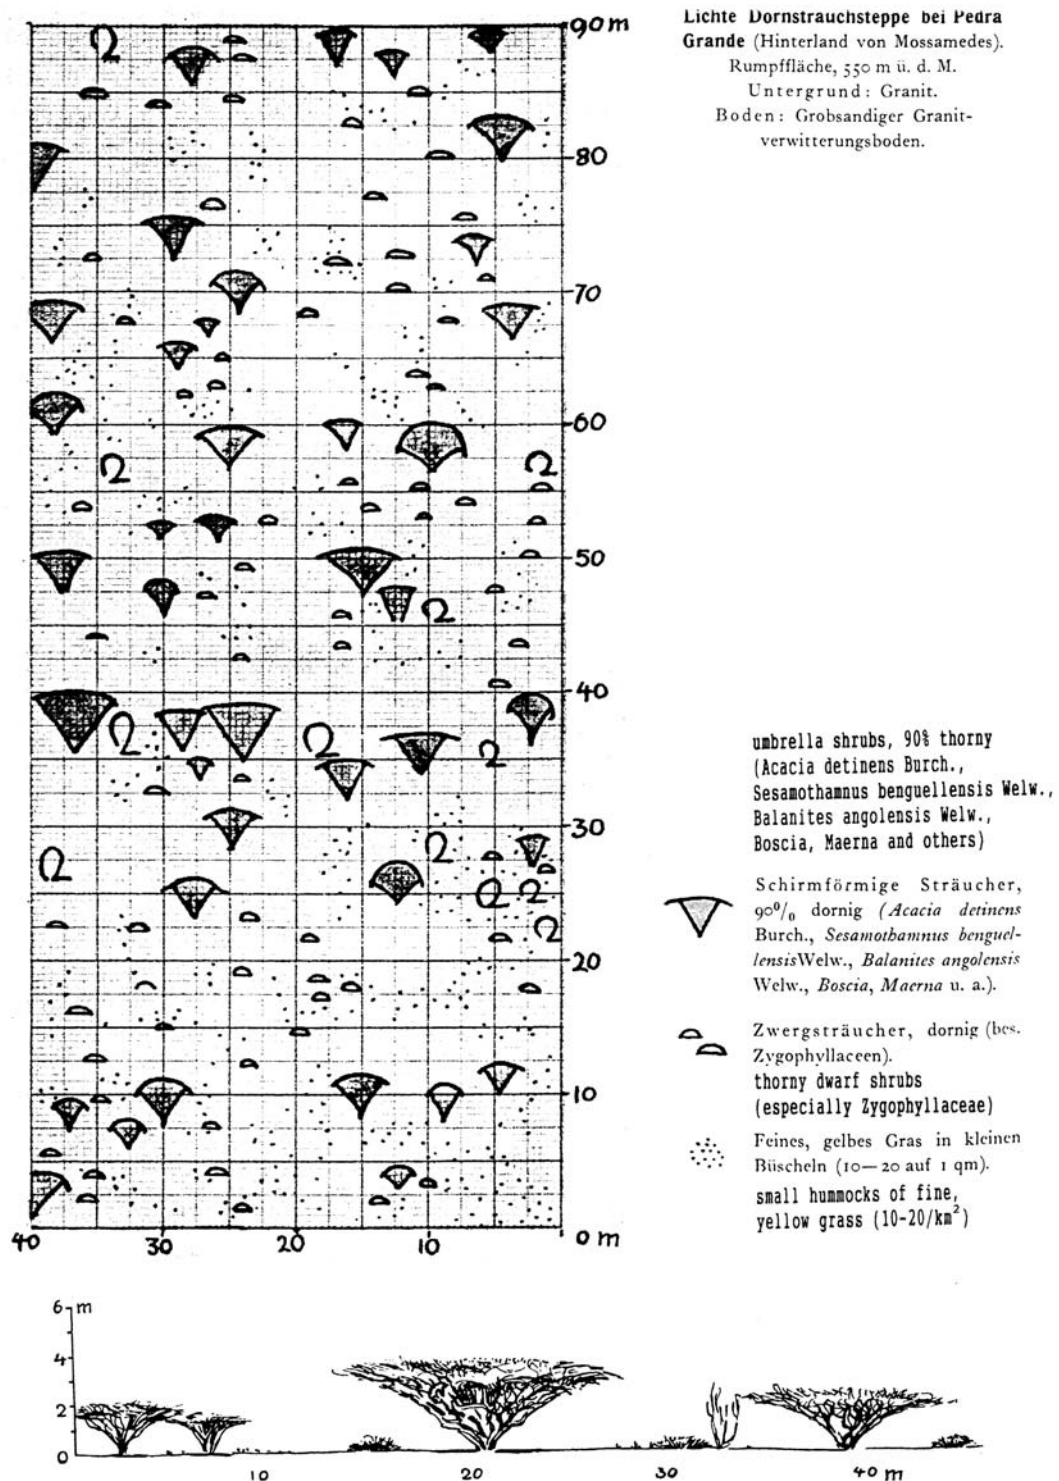 Lichte Dornstrauchsteppe bei Pedra
Grande (Hinterland von Mossamedes).
Rumpffläche, 550 m ü. d. M.
Untergrund: Granit.
Boden: Grobsandiger Granit-
verwitterungsboden.
90 m
80
70
60
50
40
30
20
10
0 m
40 30 20 10
umbrella shrubs, 90% thorny
(Acacia detinens Burch.,
Sesamothamnus benguellensis Welw.,
Balanites angolensis Welw.,
Boscia, Maerna and others)
Schirmförmige Sträucher,
90% dornig (Acacia detinens
Burch., Sesamothamnus benguel-
lensis Welw., Balanites angolensis
Welw., Boscia, Maerna u. a.).
Zwergsträucher, dornig (bes.
Zygophyllaceen).
thorny dwarf shrubs
(especially Zygophyllaceae)
Feines, gelbes Gras in kleinen
Büscheln (10—20 auf 1 qm).
small hummocks of fine,
yellow grass (10-20/km²)
6 m
4
2
0
10 20 30 40 m